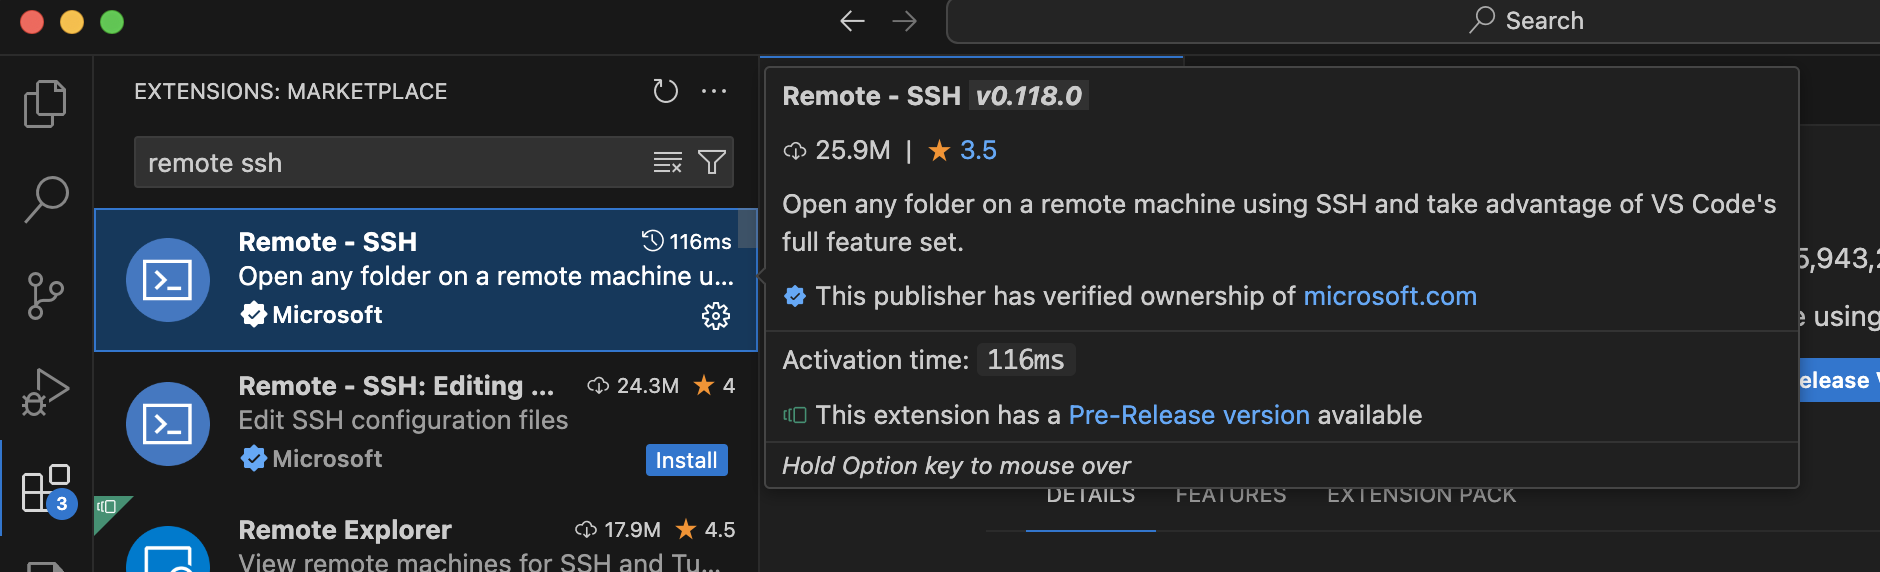 Search
EXTENSIONS: MARKETPLACE
remote ssh
Remote - SSH
116ms
Open any folder on a remote machine u...
Microsoft
Remote - SSH: Editing ...
24.3M
4
Edit SSH configuration files
Microsoft
Install
Remote Explorer
17.9M
4.5
View remote machines for SSH and Tu...
3
Remote - SSH v0.118.0
25.9M | 3.5
Open any folder on a remote machine using SSH and take advantage of VS Code's
full feature set.
This publisher has verified ownership of microsoft.com
Activation time: 116ms
This extension has a Pre-Release version available
Hold Option key to mouse over
5,943,
using
elease V
DETAILS
FEATURES
EXTENSION PACK